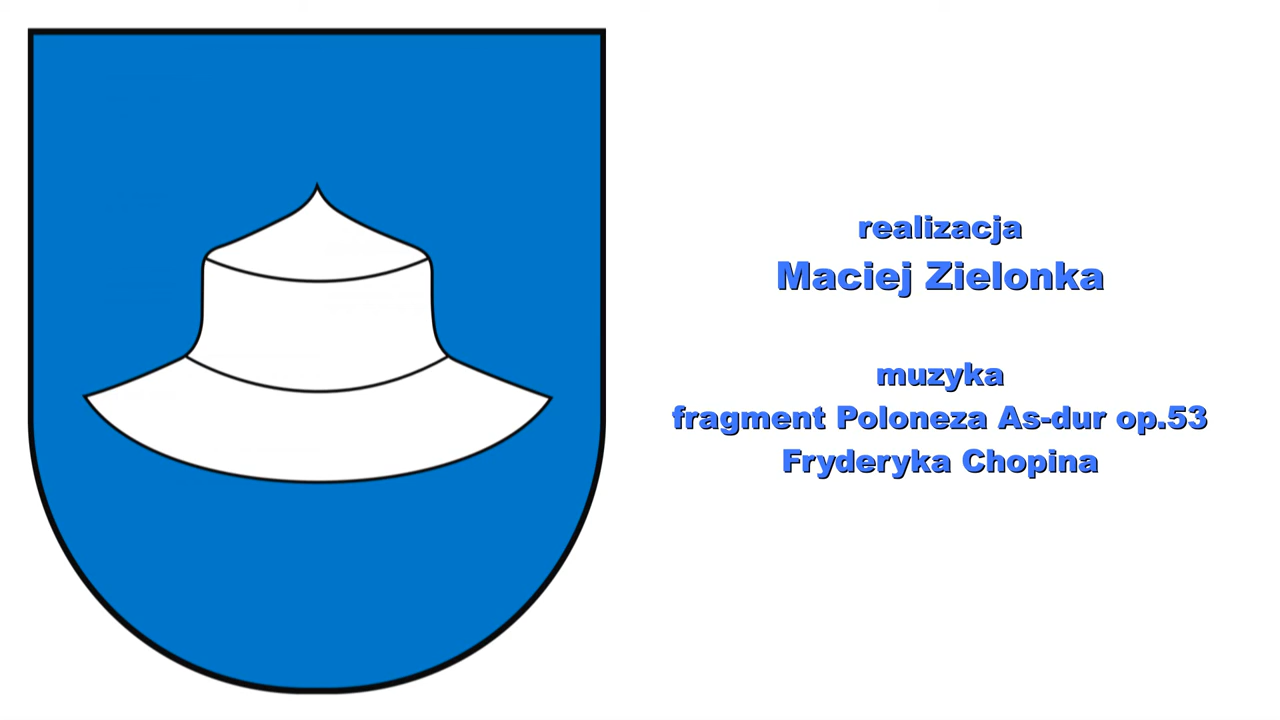 realizacja
Maciej Zielonka
muzyka
fragment Poloneza As-dur op.53
Fryderyka Chopina